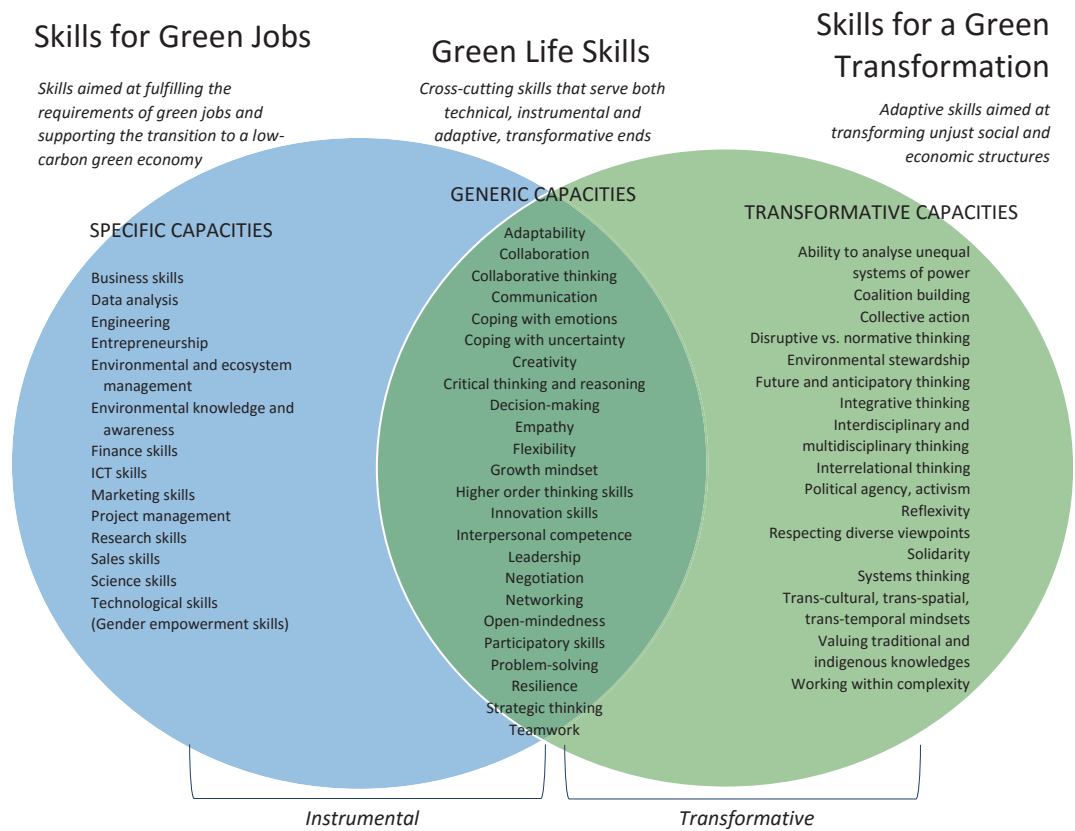 Skills for Green Jobs
Skills aimed at fulfilling the
requirements of green jobs and
supporting the transition to a low-
carbon green economy
Green Life Skills
Cross-cutting skills that serve both
technical, instrumental and
adaptive, transformative ends
Skills for a Green
Transformation
Adaptive skills aimed at
transforming unjust social and
economic structures
SPECIFIC CAPACITIES
Business skills
Data analysis
Engineering
Entrepreneurship
Environmental and ecosystem
management
Environmental knowledge and
awareness
Finance skills
ICT skills
Marketing skills
Project management
Research skills
Sales skills
Science skills
Technological skills
(Gender empowerment skills)
GENERIC CAPACITIES
Adaptability
Collaboration
Collaborative thinking
Communication
Coping with emotions
Coping with uncertainty
Creativity
Critical thinking and reasoning
Decision-making
Empathy
Flexibility
Growth mindset
Higher order thinking skills
Innovation skills
Interpersonal competence
Leadership
Negotiation
Networking
Open-mindedness
Participatory skills
Problem-solving
Resilience
Strategic thinking
Teamwork
TRANSFORMATIVE CAPACITIES
Ability to analyse unequal
systems of power
Coalition building
Collective action
Disruptive vs. normative thinking
Environmental stewardship
Future and anticipatory thinking
Integrative thinking
Interdisciplinary and
multidisciplinary thinking
Interrelational thinking
Political agency, activism
Reflexivity
Respecting diverse viewpoints
Solidarity
Systems thinking
Trans-cultural, trans-spatial,
trans-temporal mindsets
Valuing traditional and
indigenous knowledges
Working within complexity
Instrumental
Transformative